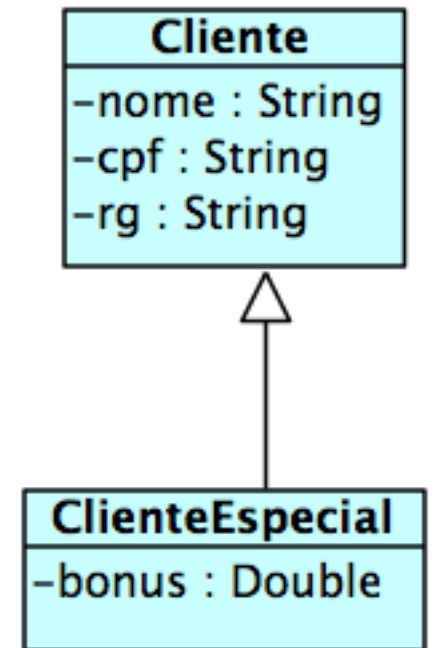 Cliente
-nome : String
-cpf : String
-rg : String
ClienteEspecial
-bonus : Double